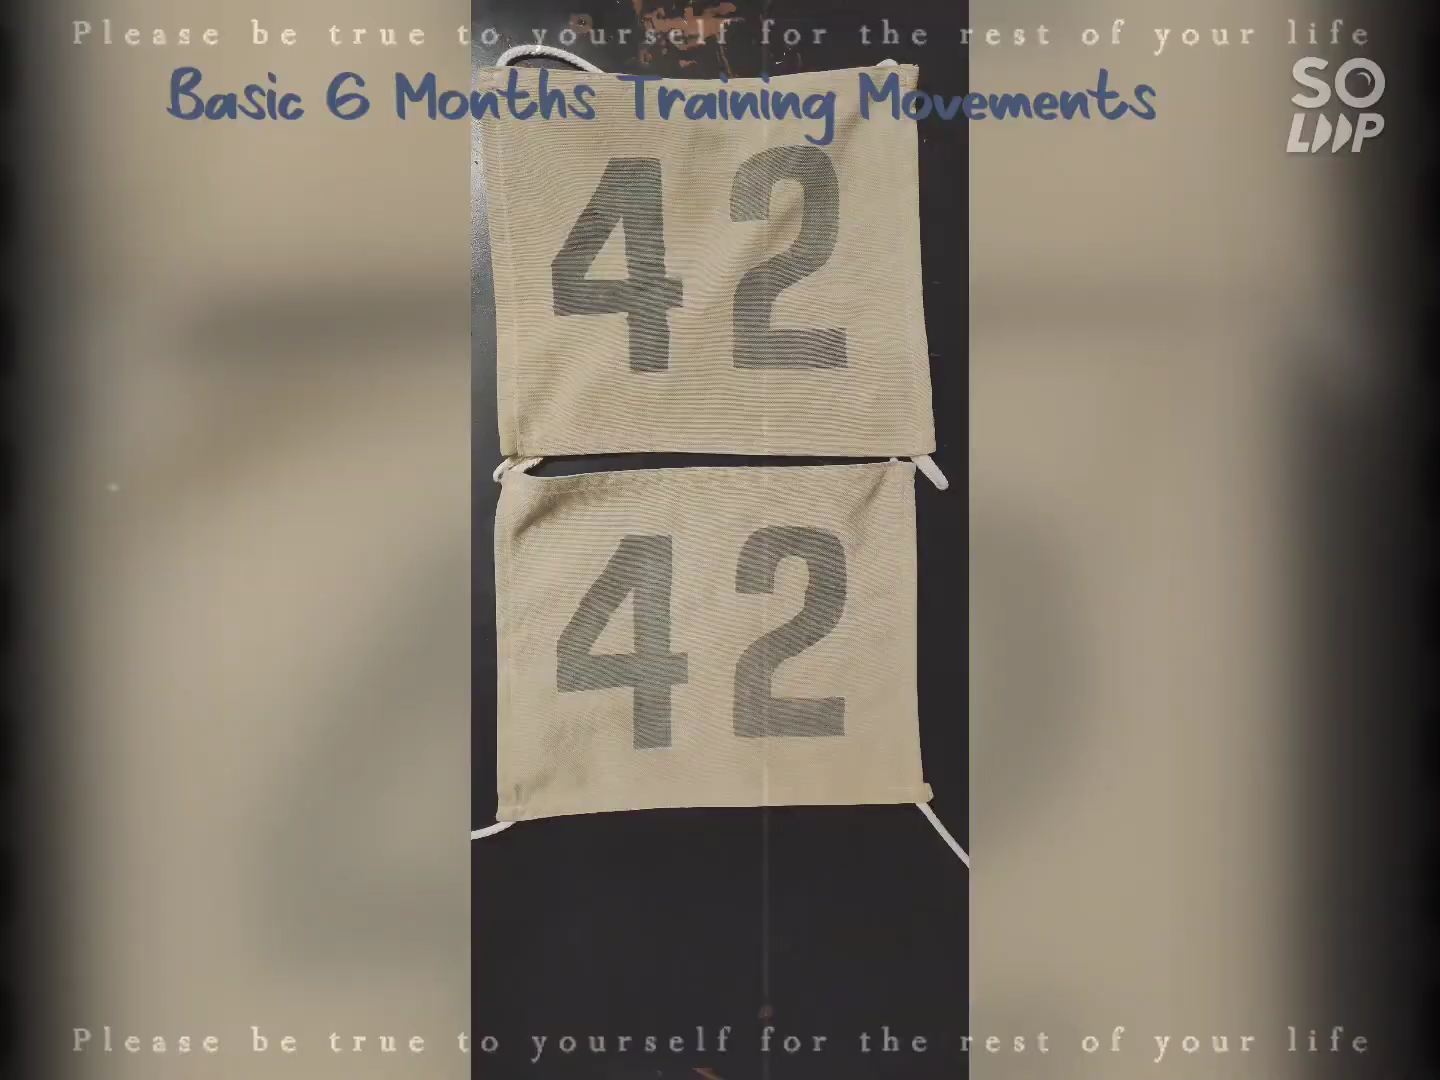 Please be true to yourself for the rest of your life
Basic 6 Months Training Movements
SO
LOOP
42
42
Please be true to yourself for the rest of your life